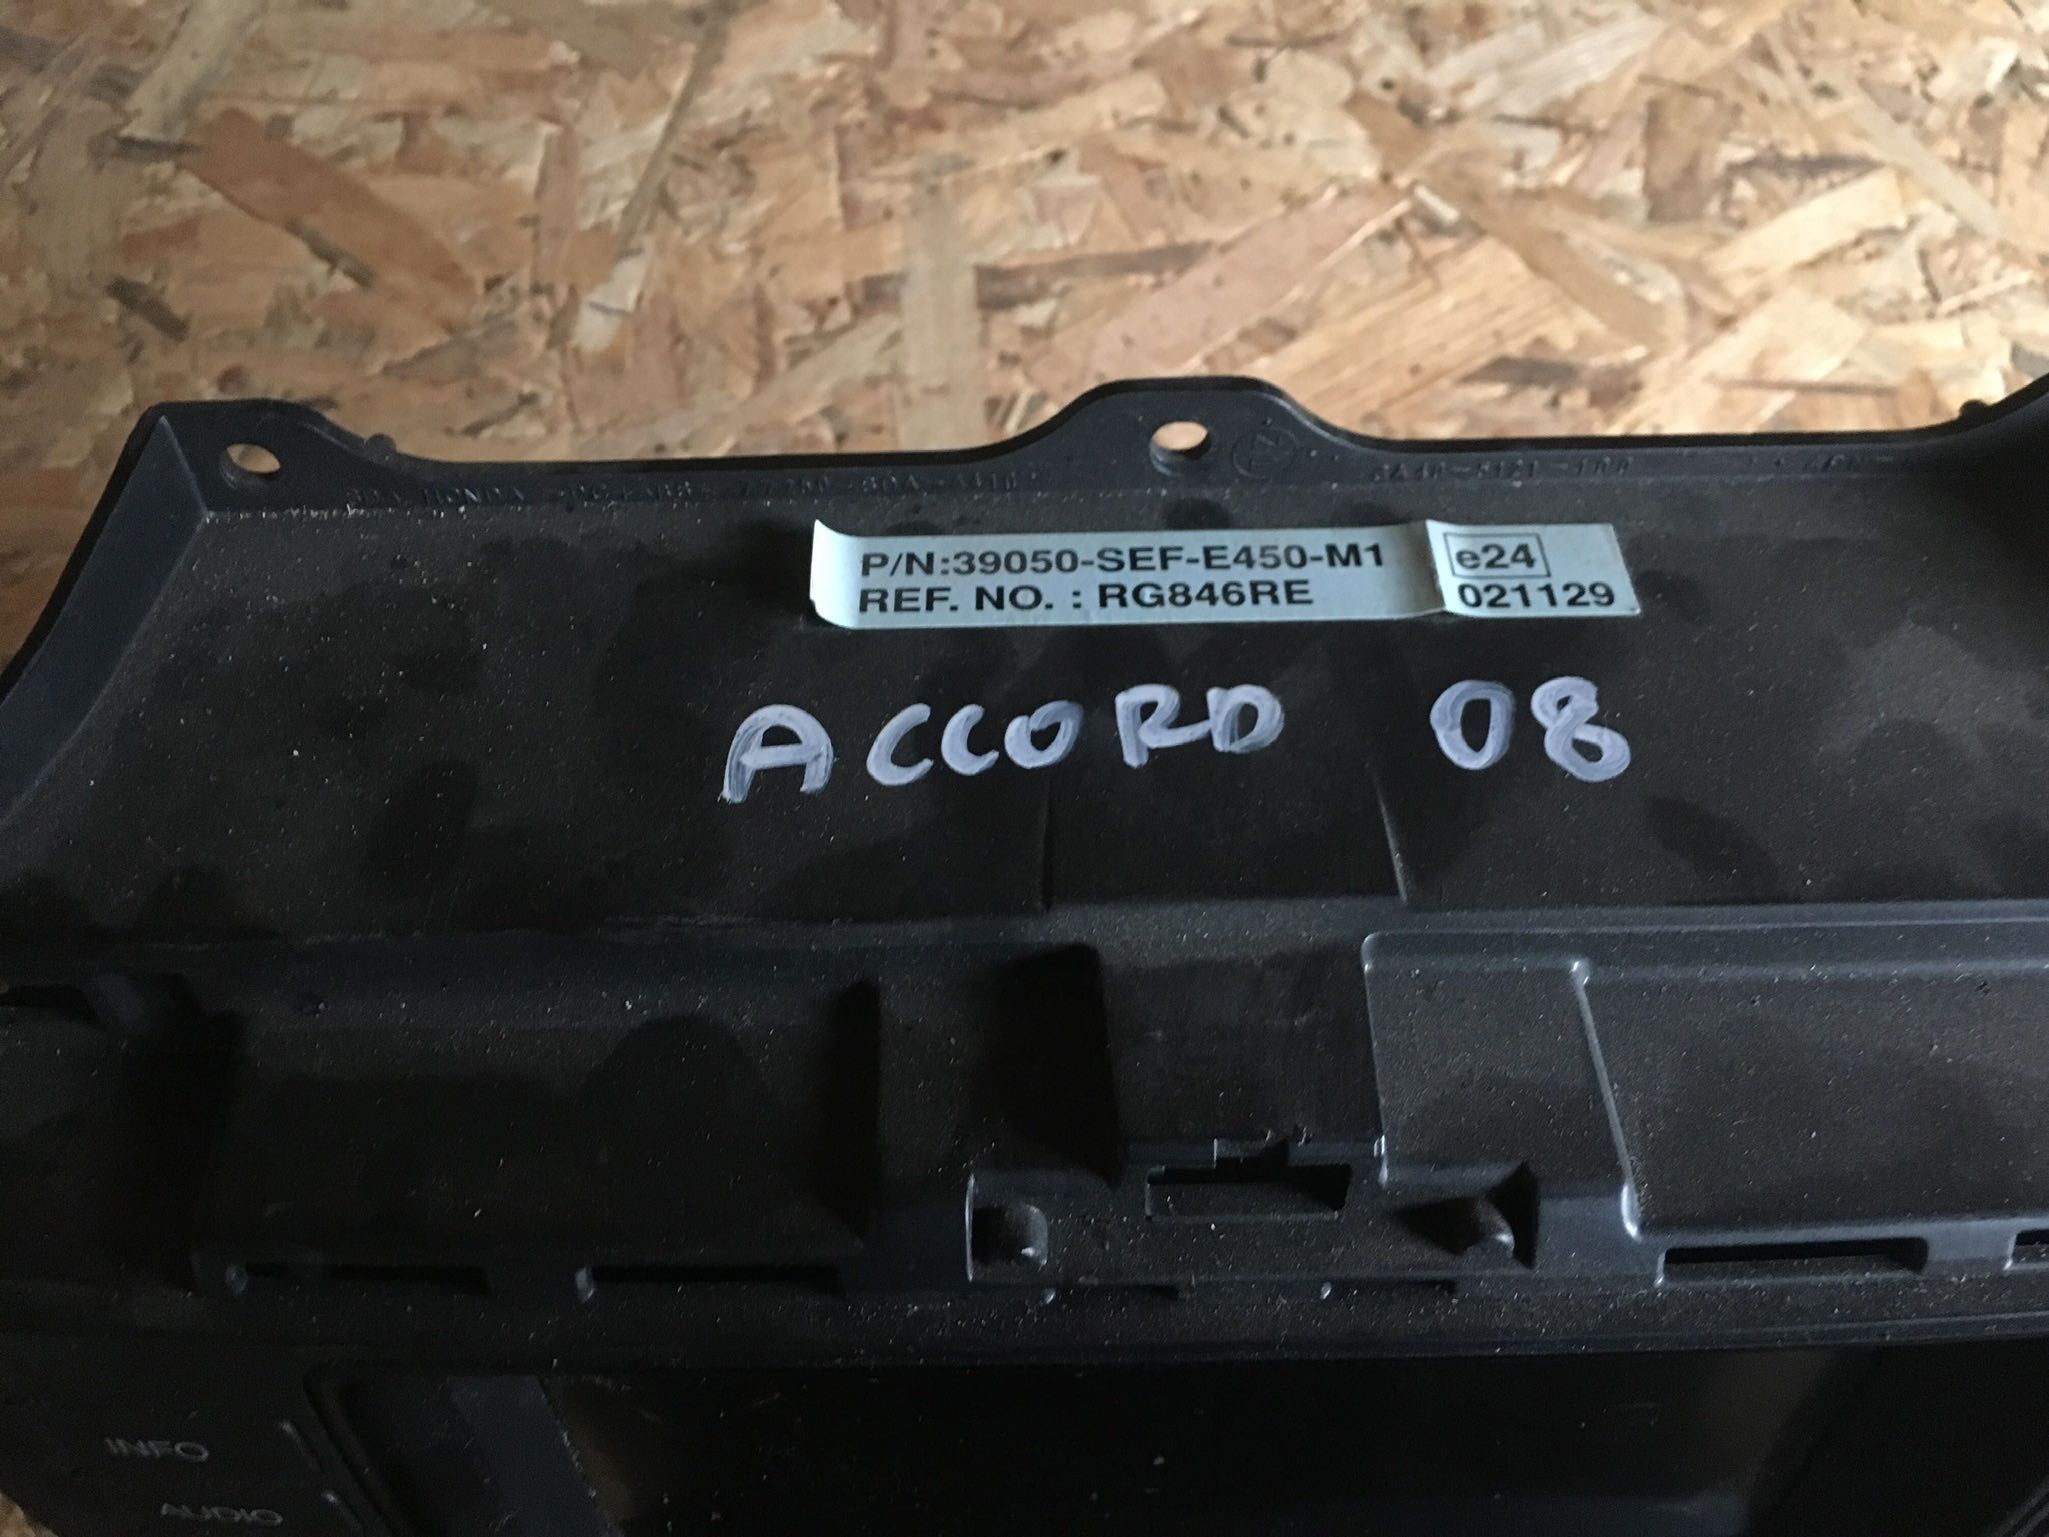 P/N:39050-SEF-E450-M1
REF. NO. : RG846RE
e24
021129
ACCORD 08
INFO
AUDIO